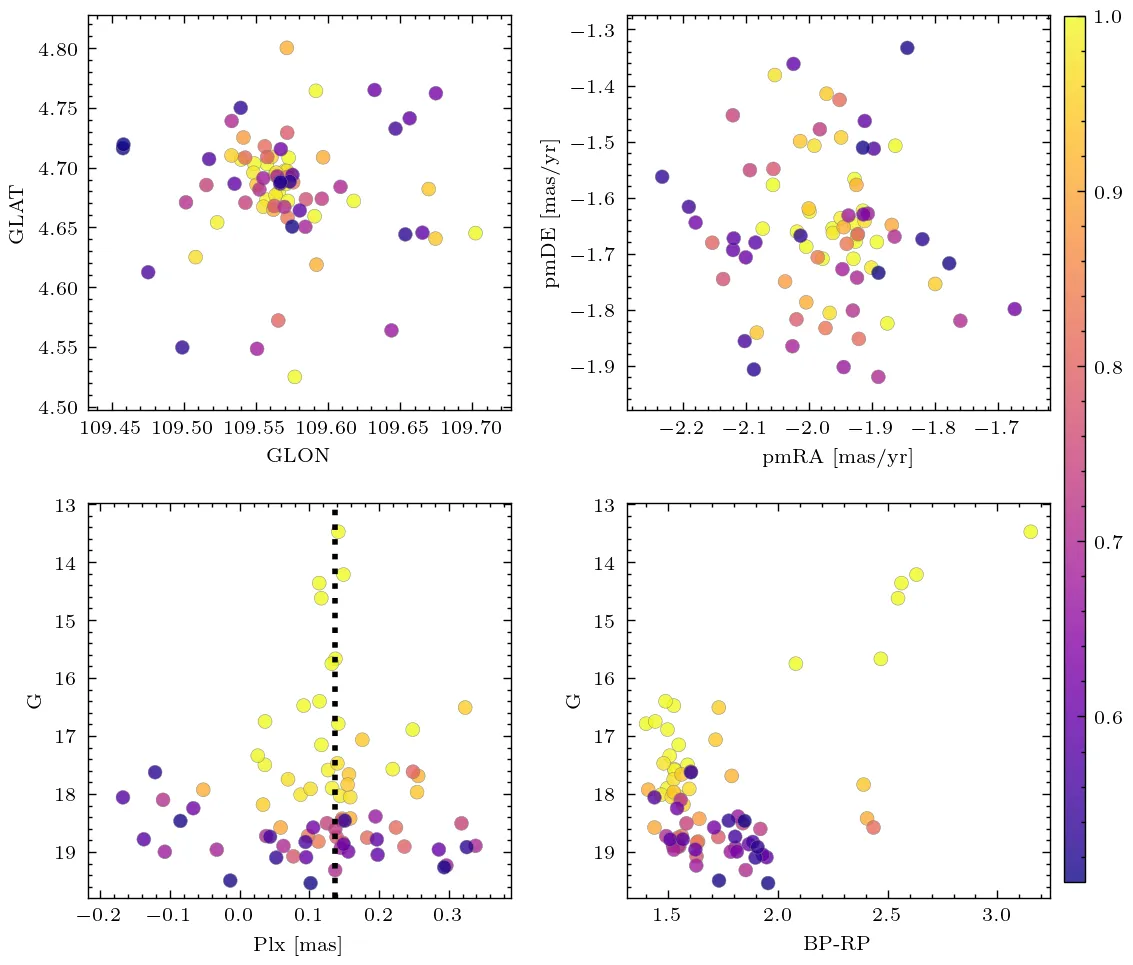 4.80
4.75
4.70
4.65
4.60
4.55
4.50
GLAT
109.45 109.50 109.55 109.60 109.65 109.70
GLON
−1.3
−1.4
−1.5
−1.6
−1.7
−1.8
−1.9
pmDE [mas/yr]
−2.2 −2.1 −2.0 −1.9 −1.8 −1.7
pmRA [mas/yr]
1.0
0.9
0.8
0.7
0.6
13
14
15
16
17
18
19
G
−0.2 −0.1 0.0 0.1 0.2 0.3
Plx [mas]
13
14
15
16
17
18
19
G
1.5 2.0 2.5 3.0
BP-RP